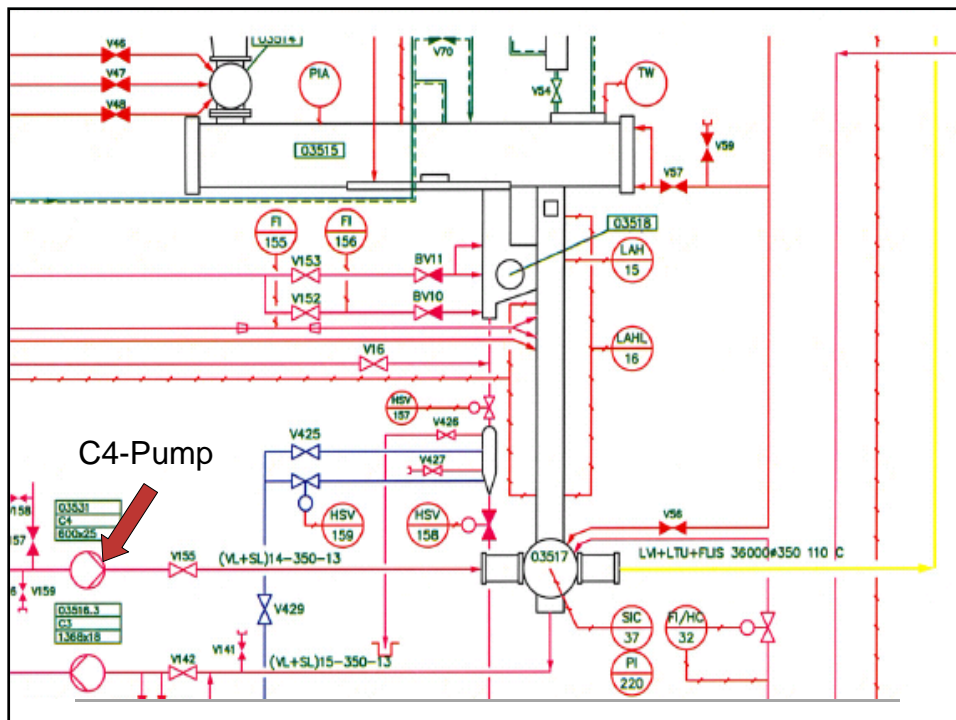 V46
03514
V47
V48
PIA
V70
V54
TW
03515
V59
V57
03518
FI
155
FI
156
LAH
15
V153
BV11
V152
BV10
LAHL
16
V16
HSV
157
V426
V425
V427
C4-Pump
HSV
159
HSV
158
V56
V158
157
03531
C4
600x25
V155
(VL+SL)14-350-13
03517
LVI+LTU+FLIS 36000ø350 110 C
V159
03516.3
C3
1368x18
V429
SIC
37
FI/HC
32
V141
V142
(VL+SL)15-350-13
PI
220